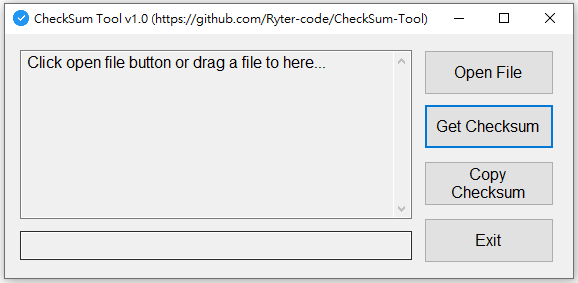 CheckSum Tool v1.0 (https://github.com/Ryter-code/CheckSum-Tool)
Click open file button or drag a file to here...
Open File
Get Checksum
Copy
Checksum
Exit